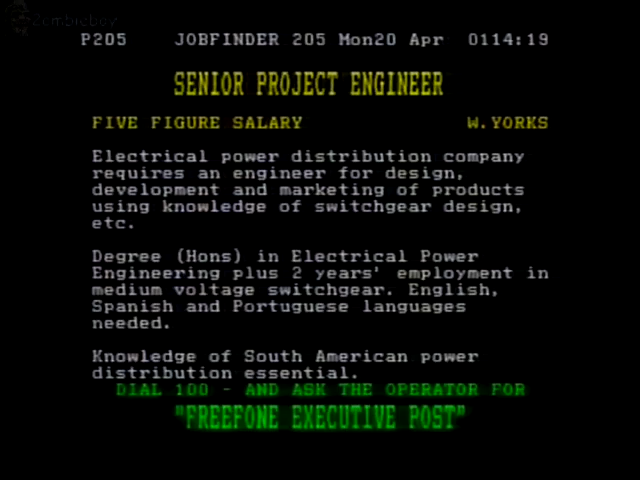 Zombieboy
P205 JOBFINDER 205 Mon20 Apr 0114:19
SENIOR PROJECT ENGINEER
FIVE FIGURE SALARY W.YORKS
Electrical power distribution company
requires an engineer for design,
development and marketing of products
using knowledge of switchgear design,
etc.
Degree (Hons) in Electrical Power
Engineering plus 2 years' employment in
medium voltage switchgear. English,
Spanish and Portuguese languages
needed.
Knowledge of South American power
distribution essential.
DIAL 100 - AND ASK THE OPERATOR FOR
"FREEFONE EXECUTIVE POST"